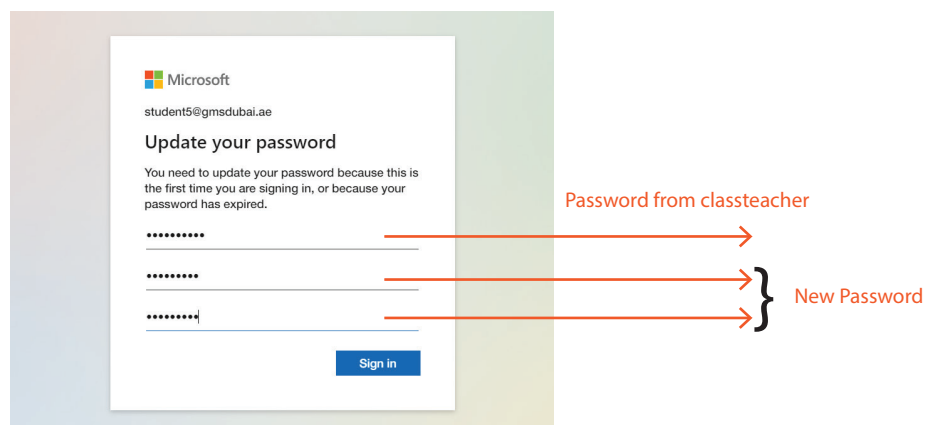 Microsoft
student5@gmsdubai.ae
Update your password
You need to update your password because this is
the first time you are signing in, or because your
password has expired.
Password from classteacher
••••••••••
•••••••••
New Password
•••••••••
Sign in